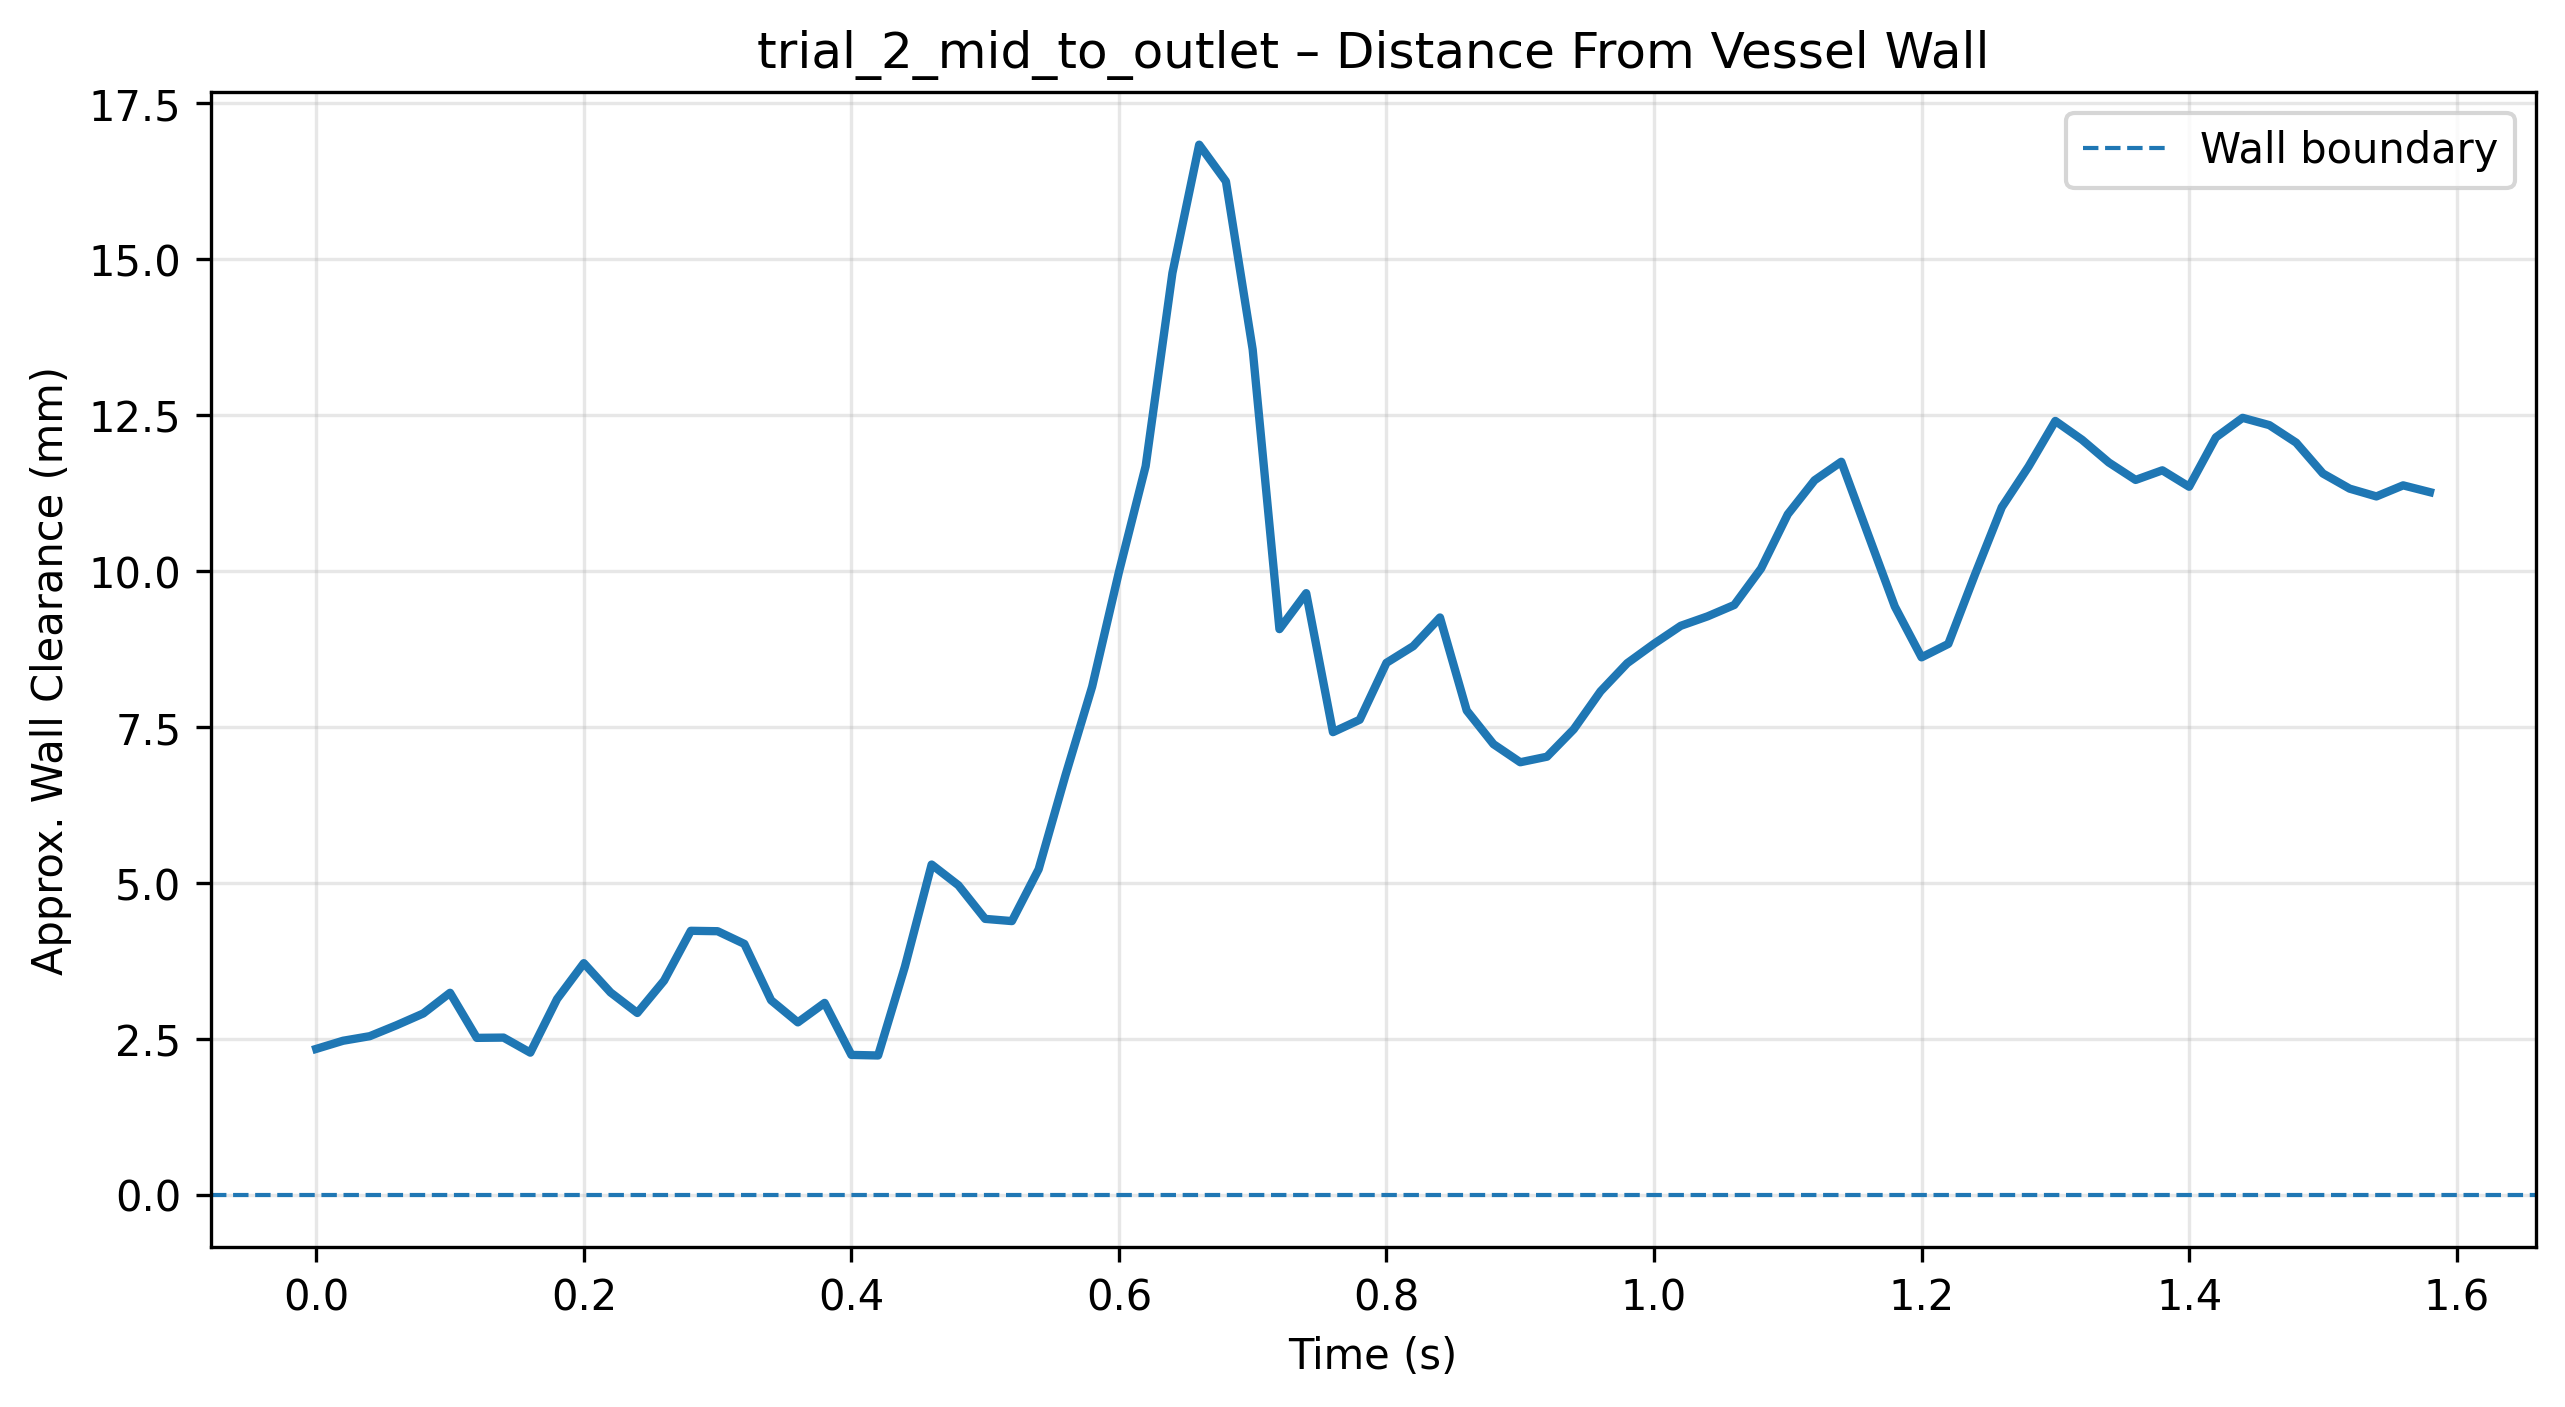 trial_2_mid_to_outlet – Distance From Vessel Wall
Wall boundary
Approx. Wall Clearance (mm)
17.5
15.0
12.5
10.0
7.5
5.0
2.5
0.0
0.0 0.2 0.4 0.6 0.8 1.0 1.2 1.4 1.6
Time (s)